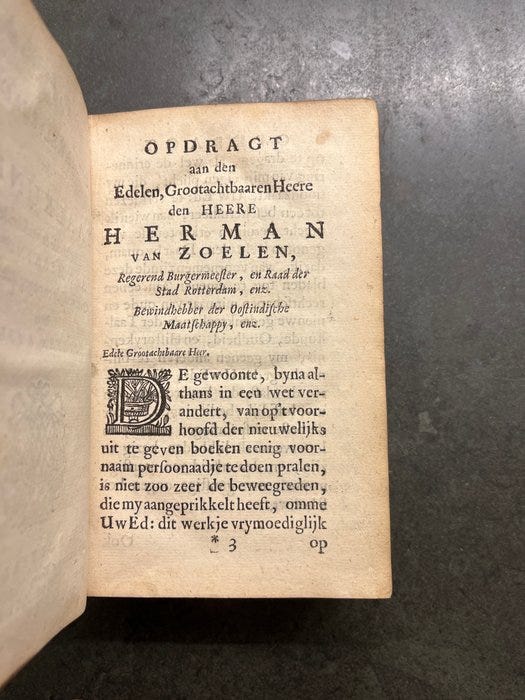 OPDRAGT
aan den
Edelen, Grootachtbaaren Heere
den HEERE
HERMAN
VAN ZOELEN,
Regerend Burgermeeſter, en Raad der
Stad Rotterdam, enz.
Bewindhebber der Ooſtindiſche
Maatſchappy, enz.
Edele Grootachtbaare Heer.
DE gewoonte, byna al-
thans in een wet ver-
andert, van op't voor-
hoofd der nieuwelijks
uit te geven boeken eenig voor-
naam perſoonaadje te doen pralen,
is niet zoo zeer de beweegreden,
die my aangeprikkelt heeft, omme
UwEd: dit werkje vrymoediglijk
* 3 op